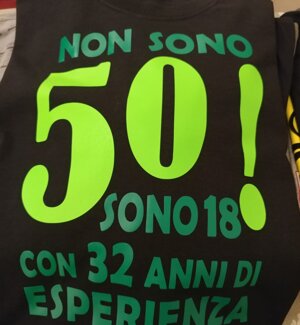 NON SONO
50!
SONO 18
CON 32 ANNI DI
ESPERIENZA